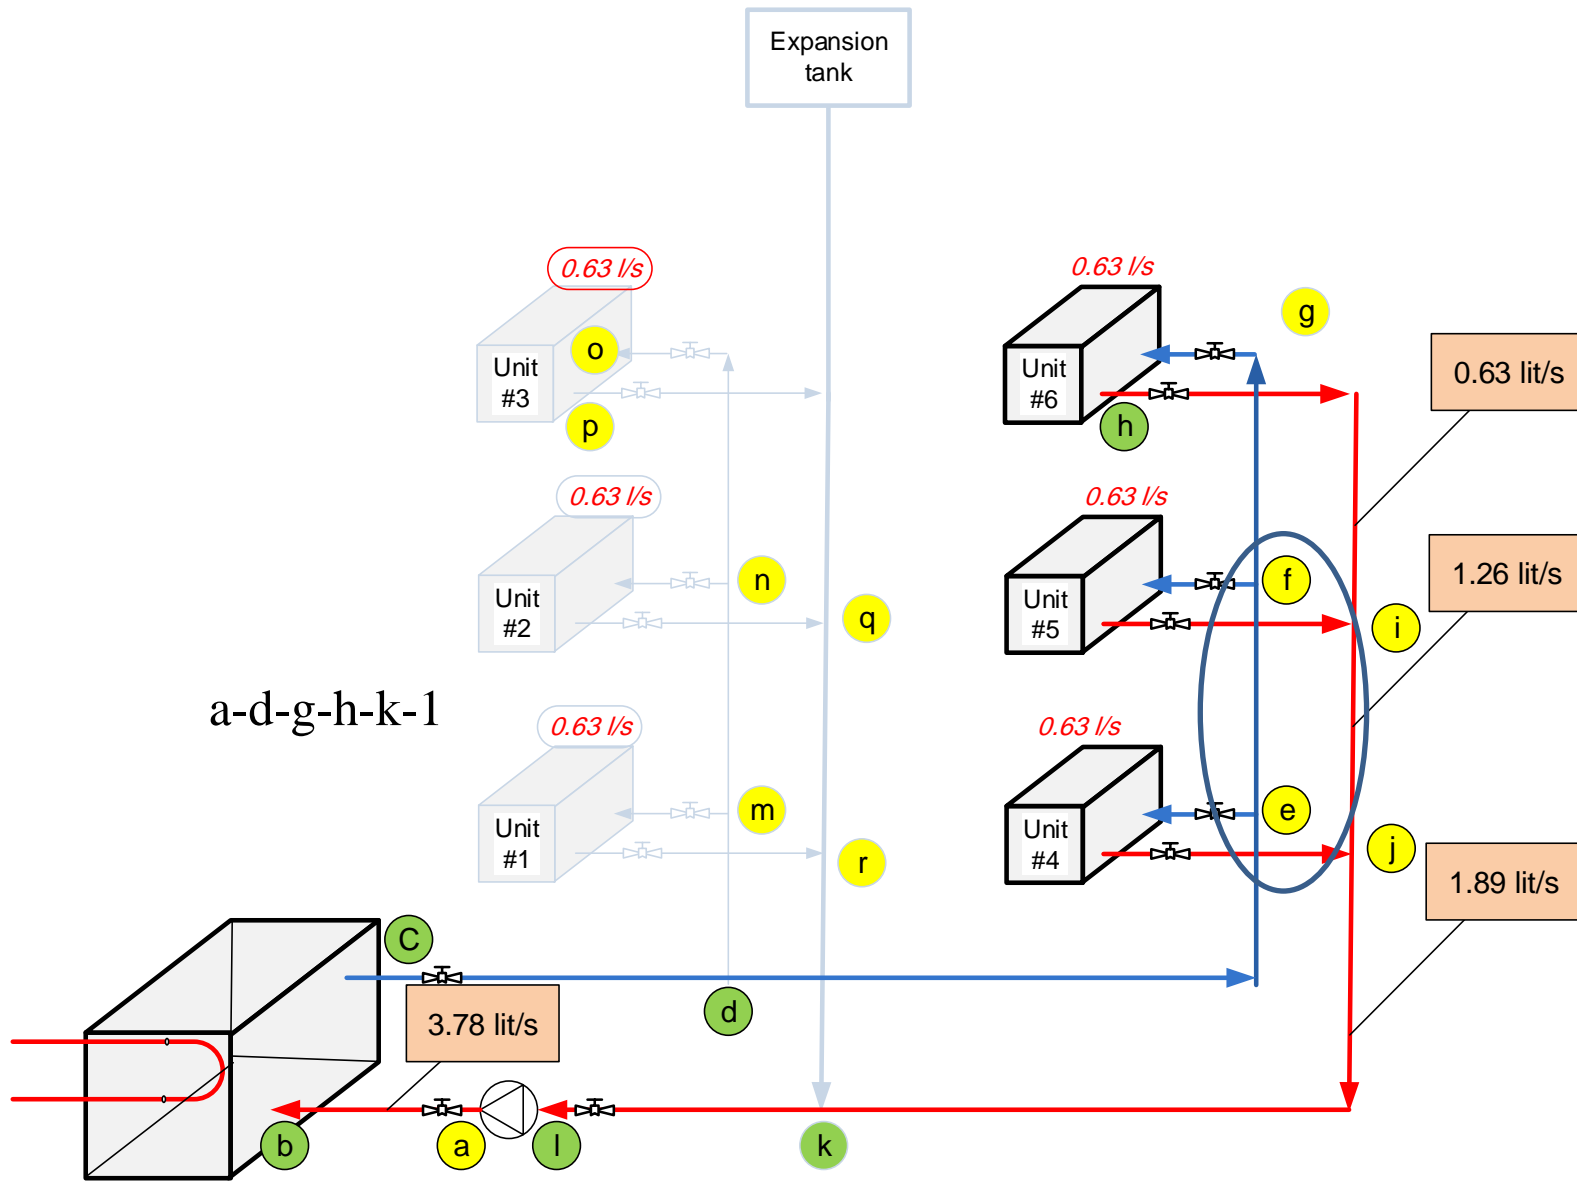 Expansion
tank
0.63 l/s
0.63 l/s
g
o
Unit
#3
Unit
#6
0.63 lit/s
p
h
0.63 l/s
0.63 l/s
n
f
1.26 lit/s
Unit
#2
Unit
#5
q
i
a-d-g-h-k-l
0.63 l/s
0.63 l/s
m
e
Unit
#1
Unit
#4
r
j
1.89 lit/s
C
d
3.78 lit/s
b
a
l
k